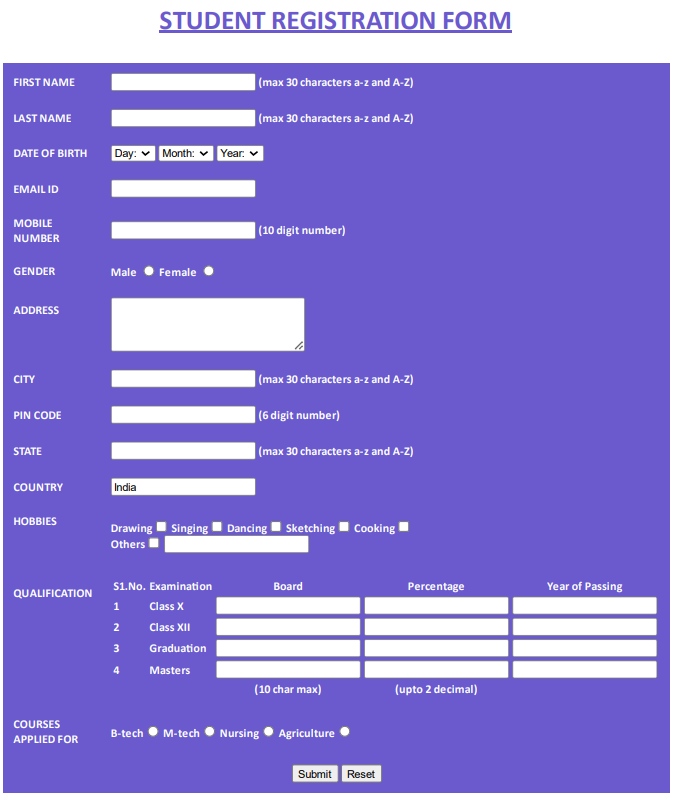 STUDENT REGISTRATION FORM
FIRST NAME (max 30 characters a-z and A-Z)
LAST NAME (max 30 characters a-z and A-Z)
DATE OF BIRTH Day: Month: Year:
EMAIL ID
MOBILE
NUMBER (10 digit number)
GENDER Male Female
ADDRESS
CITY (max 30 characters a-z and A-Z)
PIN CODE (6 digit number)
STATE (max 30 characters a-z and A-Z)
COUNTRY India
HOBBIES
Drawing Singing Dancing Sketching Cooking
Others
QUALIFICATION
S1.No. Examination Board Percentage Year of Passing
1 Class X
2 Class XII
3 Graduation
4 Masters
(10 char max) (upto 2 decimal)
COURSES
APPLIED FOR
B-tech M-tech Nursing Agriculture
Submit Reset